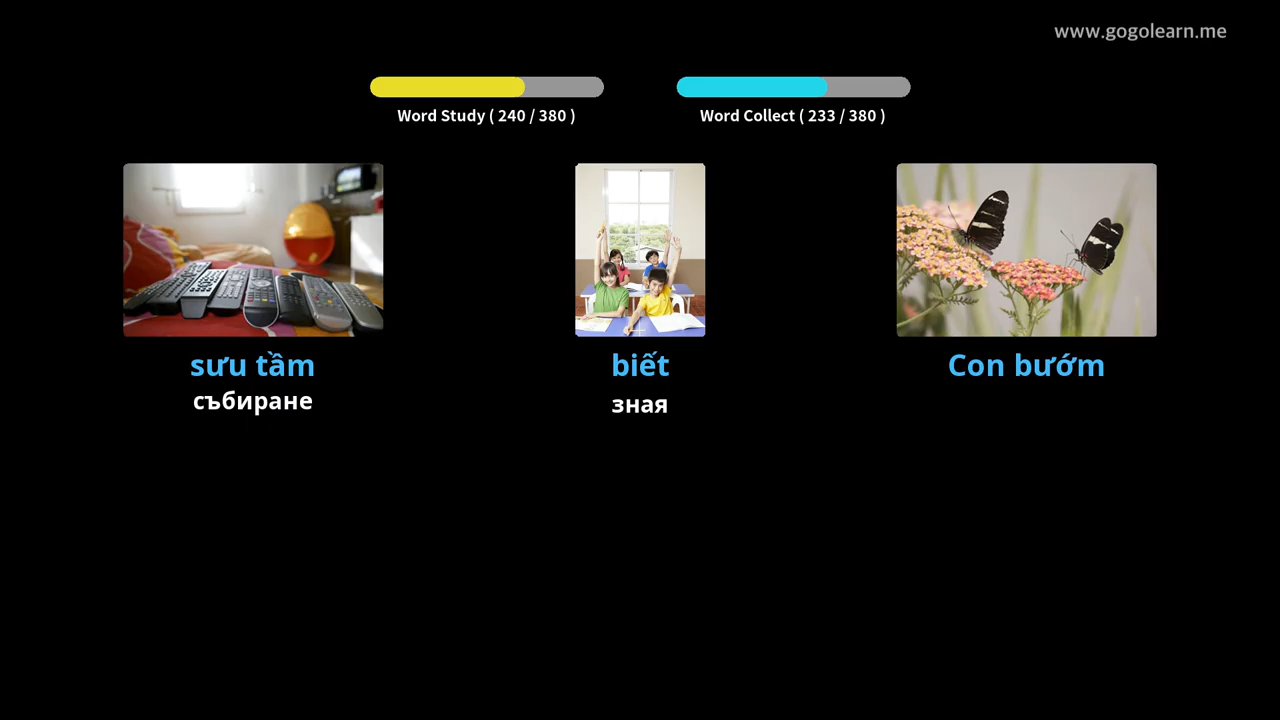 www.gogolearn.me
Word Study ( 240 / 380 )
Word Collect ( 233 / 380 )
sưu tầm
събиране
biết
зная
Con bướm